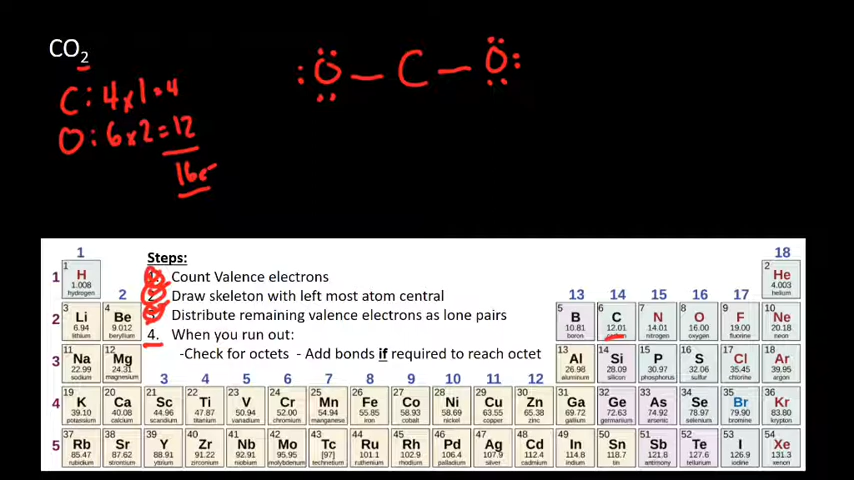 CO₂
C: 4x1=4
O: 6x2=12
16e⁻
:O — C — O:
Steps:
1. Count Valence electrons
2. Draw skeleton with left most atom central
3. Distribute remaining valence electrons as lone pairs
4. When you run out:
-Check for octets - Add bonds if required to reach octet
1 18
1 1 H 1.008 hydrogen 2 He 4.003 helium
2 13 14 15 16 17
2 3 Li 6.94 lithium 4 Be 9.012 beryllium 5 B 10.81 boron 6 C 12.01 7 N 14.01 nitrogen 8 O 16.00 oxygen 9 F 19.00 fluorine 10 Ne 20.18 neon
3 11 Na 22.99 sodium 12 Mg 24.31 magnesium 13 Al 26.98 aluminum 14 Si 28.09 silicon 15 P 30.97 phosphorus 16 S 32.06 sulfur 17 Cl 35.45 chlorine 18 Ar 39.95 argon
3 4 5 6 7 8 9 10 11 12
4 19 K 39.10 potassium 20 Ca 40.08 calcium 21 Sc 44.96 scandium 22 Ti 47.87 titanium 23 V 50.94 vanadium 24 Cr 52.00 chromium 25 Mn 54.94 manganese 26 Fe 55.85 iron 27 Co 58.93 cobalt 28 Ni 58.69 nickel 29 Cu 63.55 copper 30 Zn 65.38 zinc 31 Ga 69.72 gallium 32 Ge 72.63 germanium 33 As 74.92 arsenic 34 Se 78.97 selenium 35 Br 79.90 bromine 36 Kr 83.80 krypton
5 37 Rb 85.47 rubidium 38 Sr 87.62 strontium 39 Y 88.91 yttrium 40 Zr 91.22 zirconium 41 Nb 92.91 niobium 42 Mo 95.95 molybdenum 43 Tc [97] technetium 44 Ru 101.1 ruthenium 45 Rh 102.9 rhodium 46 Pd 106.4 palladium 47 Ag 107.9 silver 48 Cd 112.4 cadmium 49 In 114.8 indium 50 Sn 118.7 tin 51 Sb 121.8 antimony 52 Te 127.6 tellurium 53 I 126.9 iodine 54 Xe 131.3 xenon